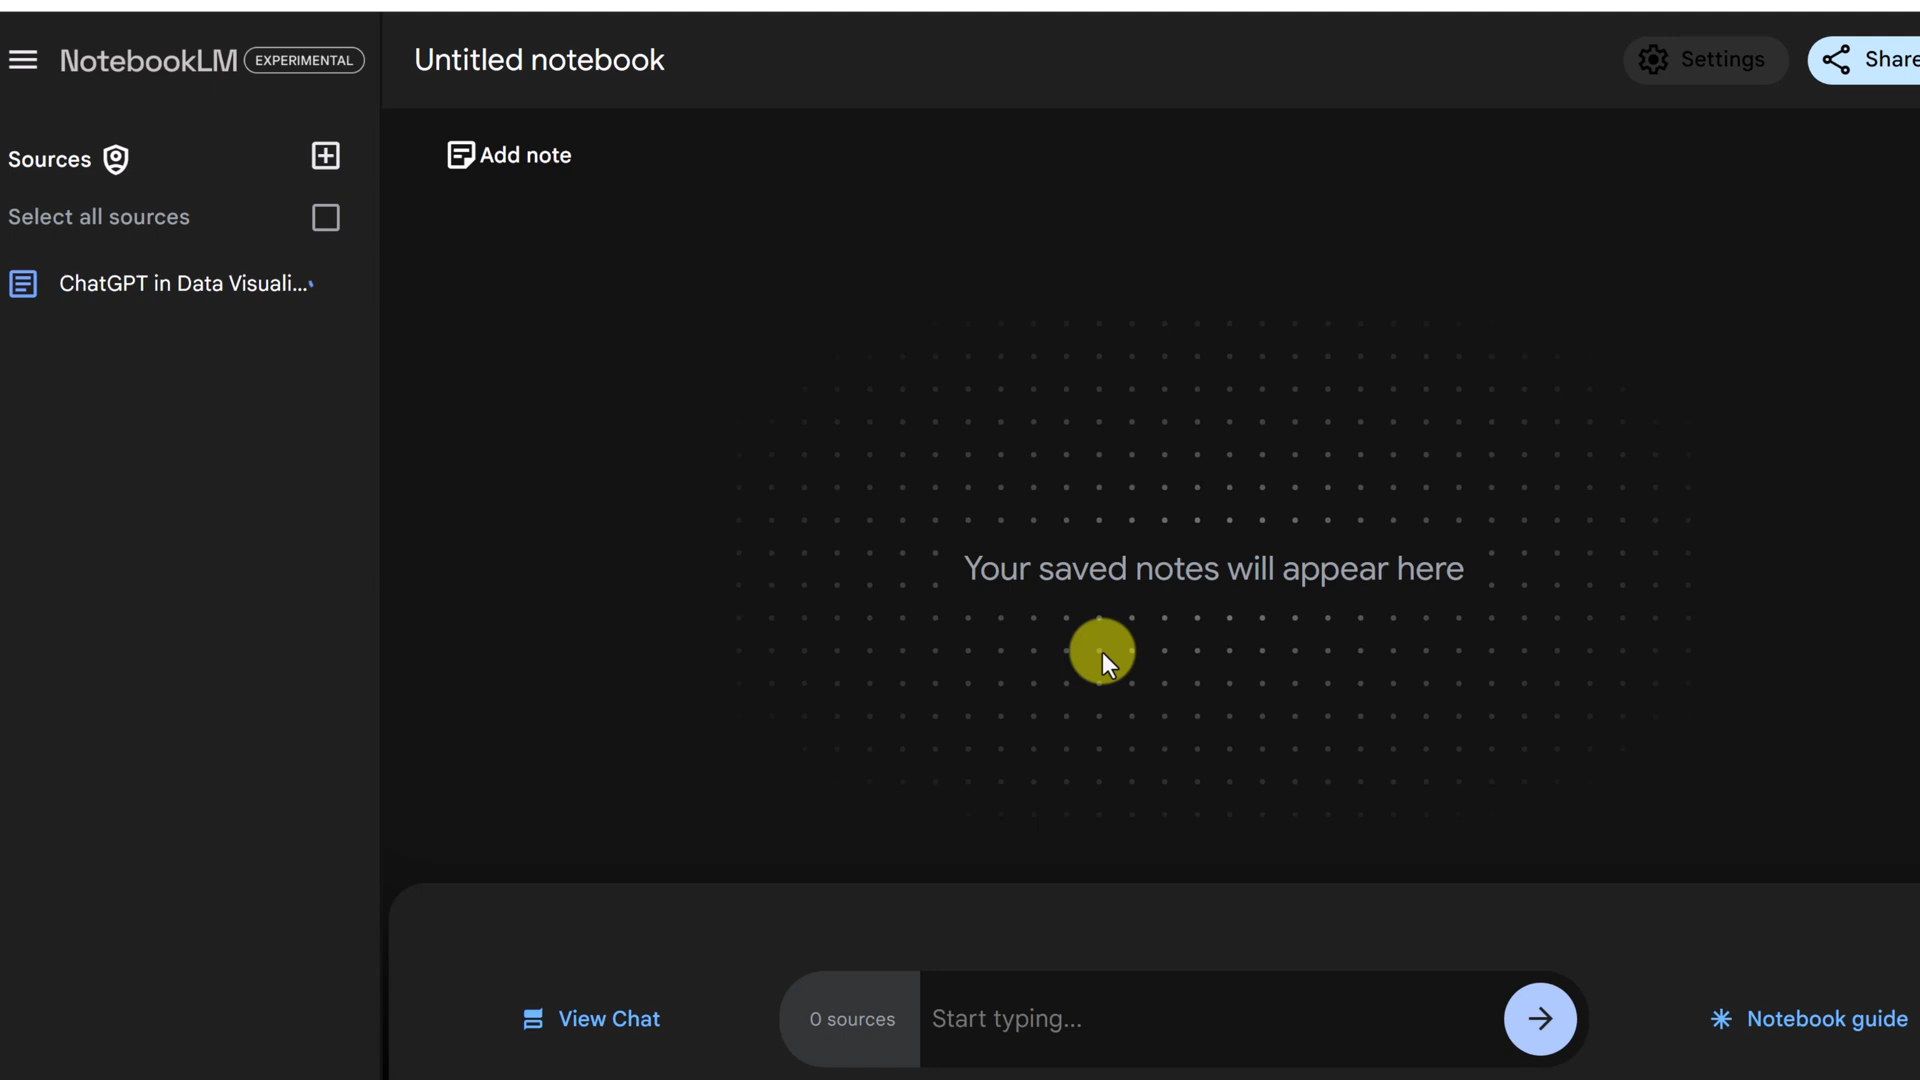 NotebookLM EXPERIMENTAL
Untitled notebook
Settings
Share
Sources
Add note
Select all sources
ChatGPT in Data Visuali...
Your saved notes will appear here
View Chat
0 sources
Start typing...
Notebook guide